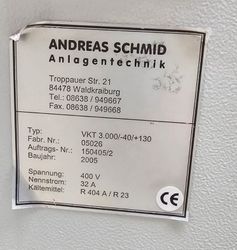 ANDREAS SCHMID
Anlagentechnik
Troppauer Str. 21
84478 Waldkraiburg
Tel.: 08638 / 949667
Fax.: 08638 / 949668
Typ: VKT 3.000/-40/+130
Fabr. Nr.: 05026
Auftrags- Nr.: 150405/2
Baujahr: 2005
Spannung: 400 V
Nennstrom: 32 A
Kältemittel: R 404 A / R 23
CE